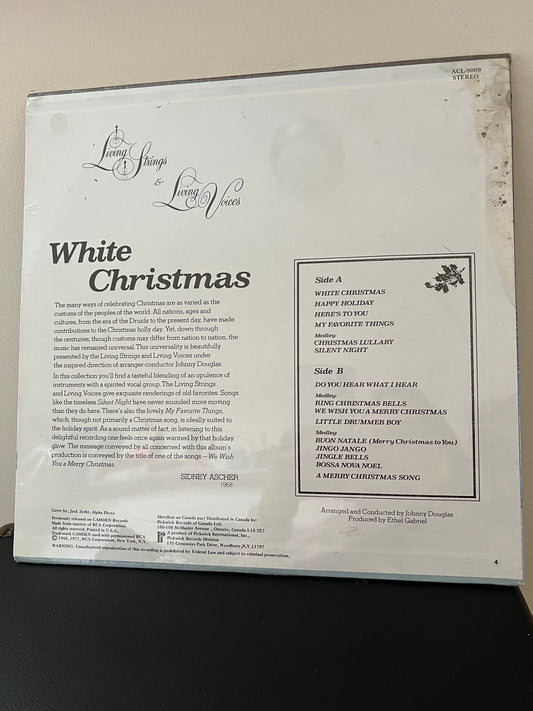 ACL-9009
STEREO
Living Strings
&
Living Voices
White
Christmas
The many ways of celebrating Christmas are as varied as the
customs of the peoples of the world. All nations, ages and
cultures, from the era of the Druids to the present day, have made
contributions to the Christmas holly day. Yet, down through
the centuries, though customs may differ from nation to nation, the
music has remained universal. This universality is beautifully
presented by the Living Strings and Living Voices under
the inspired direction of arranger-conductor Johnny Douglas.
In this collection you'll find a tasteful blending of an opulence of
instruments with a spirited vocal group. The Living Strings
and Living Voices give exquisite renderings of old favorites. Songs
like the timeless Silent Night have never sounded more moving
than they do here. There's also the lovely My Favorite Things,
which, though not primarily a Christmas song, is ideally suited to
the holiday spirit. As a sound matter of fact, in listening to this
delightful recording one feels once again warmed by that holiday
glow. The message conveyed by all concerned with this album's
production is conveyed by the title of one of the songs—We Wish
You a Merry Christmas.
SIDNEY ASCHER
1968
Side A
WHITE CHRISTMAS
HAPPY HOLIDAY
HERE'S TO YOU
MY FAVORITE THINGS
Medley:
CHRISTMAS LULLABY
SILENT NIGHT
Side B
DO YOU HEAR WHAT I HEAR
Medley:
RING CHRISTMAS BELLS
WE WISH YOU A MERRY CHRISTMAS
LITTLE DRUMMER BOY
Medley:
BUON NATALE (Merry Christmas to You)
JINGO JANGO
JINGLE BELLS
BOSSA NOVA NOEL
A MERRY CHRISTMAS SONG
Arranged and Conducted by Johnny Douglas
Produced by Ethel Gabriel
Cover by, Jack Zehrt, Alpha Photo
Previously released on CAMDEN Records
Made from masters of RCA Corporation.
All rights reserved, Printed in U.S.A.
Trademark CAMDEN used with permission of RCA
© 1968, 1977, RCA Corporation, New York, N.Y.
Distribue au Canada par/Distributed in Canada by:
Pickwick Records of Canada Ltd.
106-108 McMaster Avenue, Ontario, Canada L1S 2E7
A product of Pickwick International, Inc.,
Pickwick Records Division
135 Crossways Park Drive, Woodbury, N.Y. 11797
WARNING: Unauthorized reproduction of this recording is prohibited by Federal Law and subject to criminal prosecution.
4